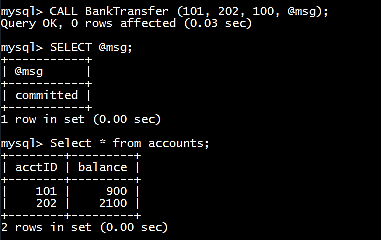 mysql> CALL BankTransfer (101, 202, 100, @msg);
Query OK, 0 rows affected (0.03 sec)
mysql> SELECT @msg;
+-----------+
| @msg      |
+-----------+
| committed |
+-----------+
1 row in set (0.00 sec)
mysql> Select * from accounts;
+--------+---------+
| acctID | balance |
+--------+---------+
|    101 |     900 |
|    202 |    2100 |
+--------+---------+
2 rows in set (0.00 sec)